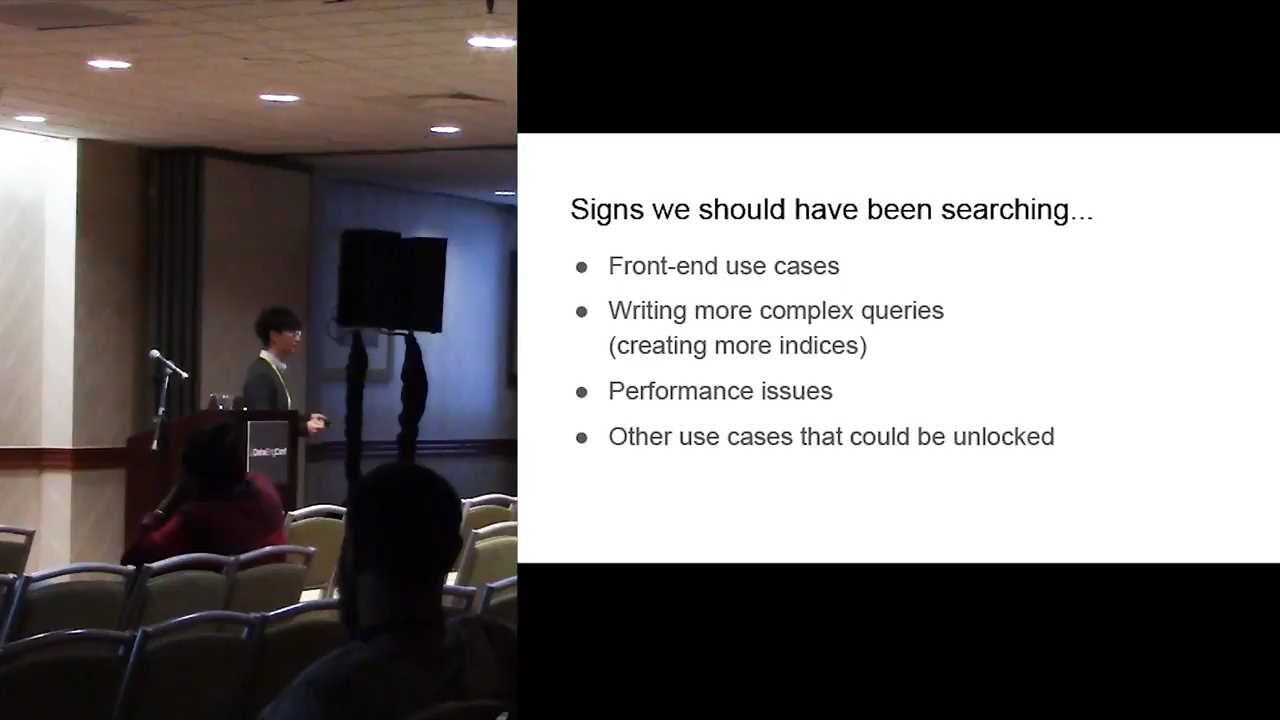 DataEngConf
Signs we should have been searching...
● Front-end use cases
● Writing more complex queries
(creating more indices)
● Performance issues
● Other use cases that could be unlocked